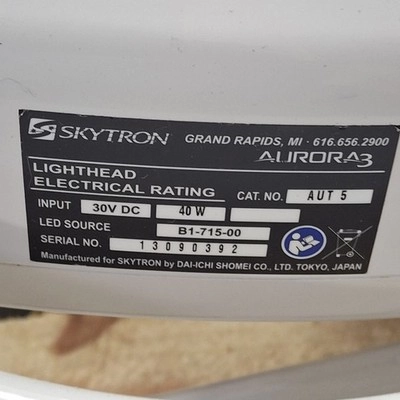 SKYTRON GRAND RAPIDS, MI · 616.656.2900
AURORA3
LIGHTHEAD
ELECTRICAL RATING CAT. NO. AUT 5
INPUT 30V DC 40 W
LED SOURCE B1-715-00
SERIAL NO. 13090392
Manufactured for SKYTRON by DAI-ICHI SHOMEI CO., LTD. TOKYO, JAPAN